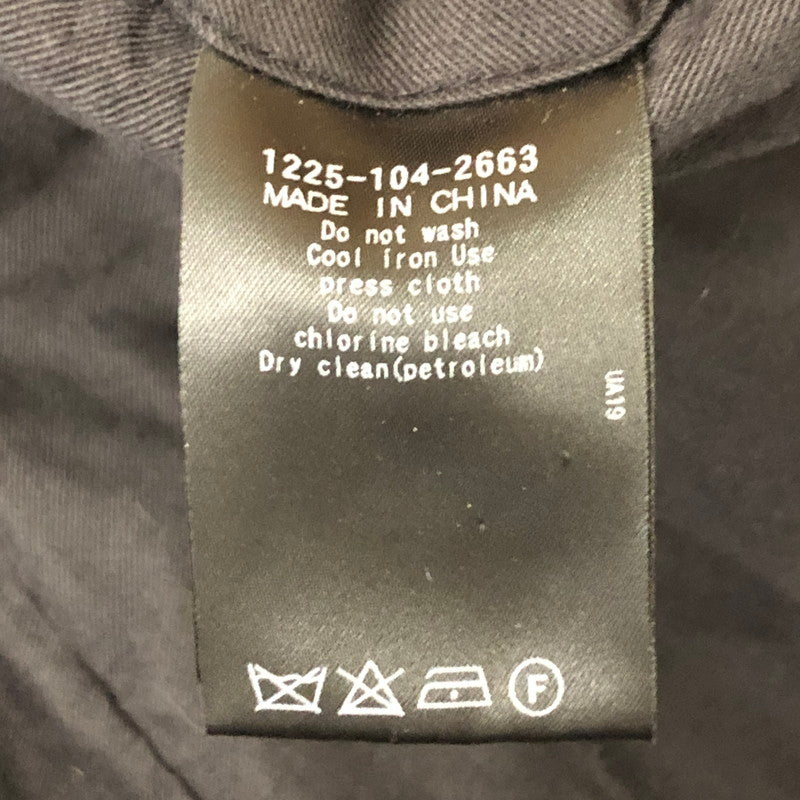 1225-104-2663
MADE IN CHINA
Do not wash
Cool iron Use
press cloth
Do not use
chlorine bleach
Dry clean(petroleum)
UA19
F